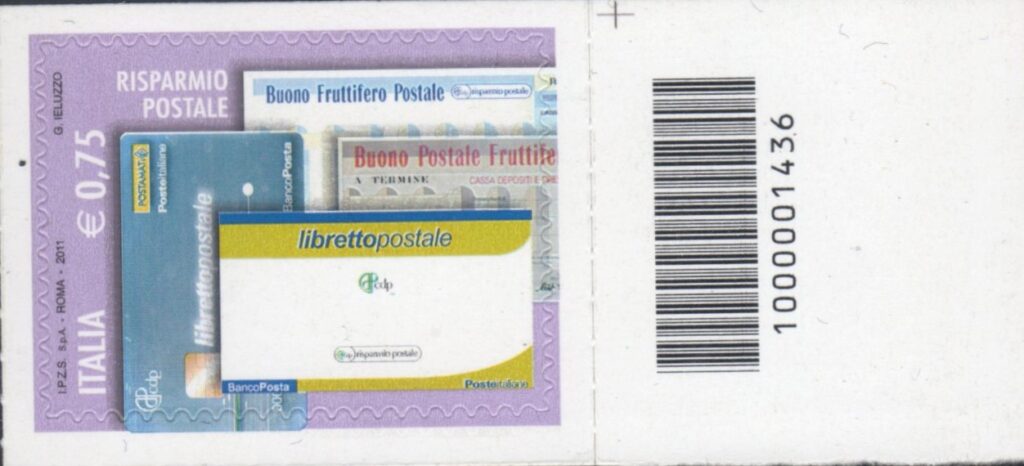 G. IELUZZO
I.P.Z.S. S.p.A. - ROMA - 2011
ITALIA € 0,75
RISPARMIO
POSTALE
Buono Fruttifero Postale
risparmio postale
Buono Postale Fruttife
A TERMINE
CASSA DEPOSITI E
POSTAMAT
Posteitaliane
librettopostale
BancoPosta
cdp
librettopostale
cdp
risparmio postale
BancoPosta
Posteitaliane
1000001436